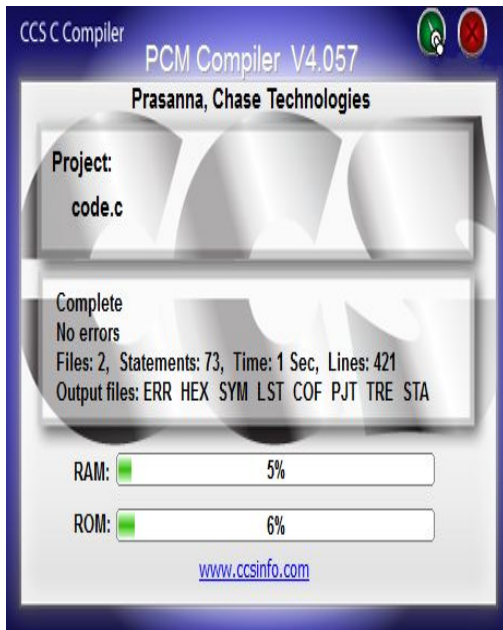 CCS C Compiler
PCM Compiler V4.057
Prasanna, Chase Technologies
Project:
code.c
Complete
No errors
Files: 2, Statements: 73, Time: 1 Sec, Lines: 421
Output files: ERR HEX SYM LST COF PJT TRE STA
RAM: 5%
ROM: 6%
www.ccsinfo.com